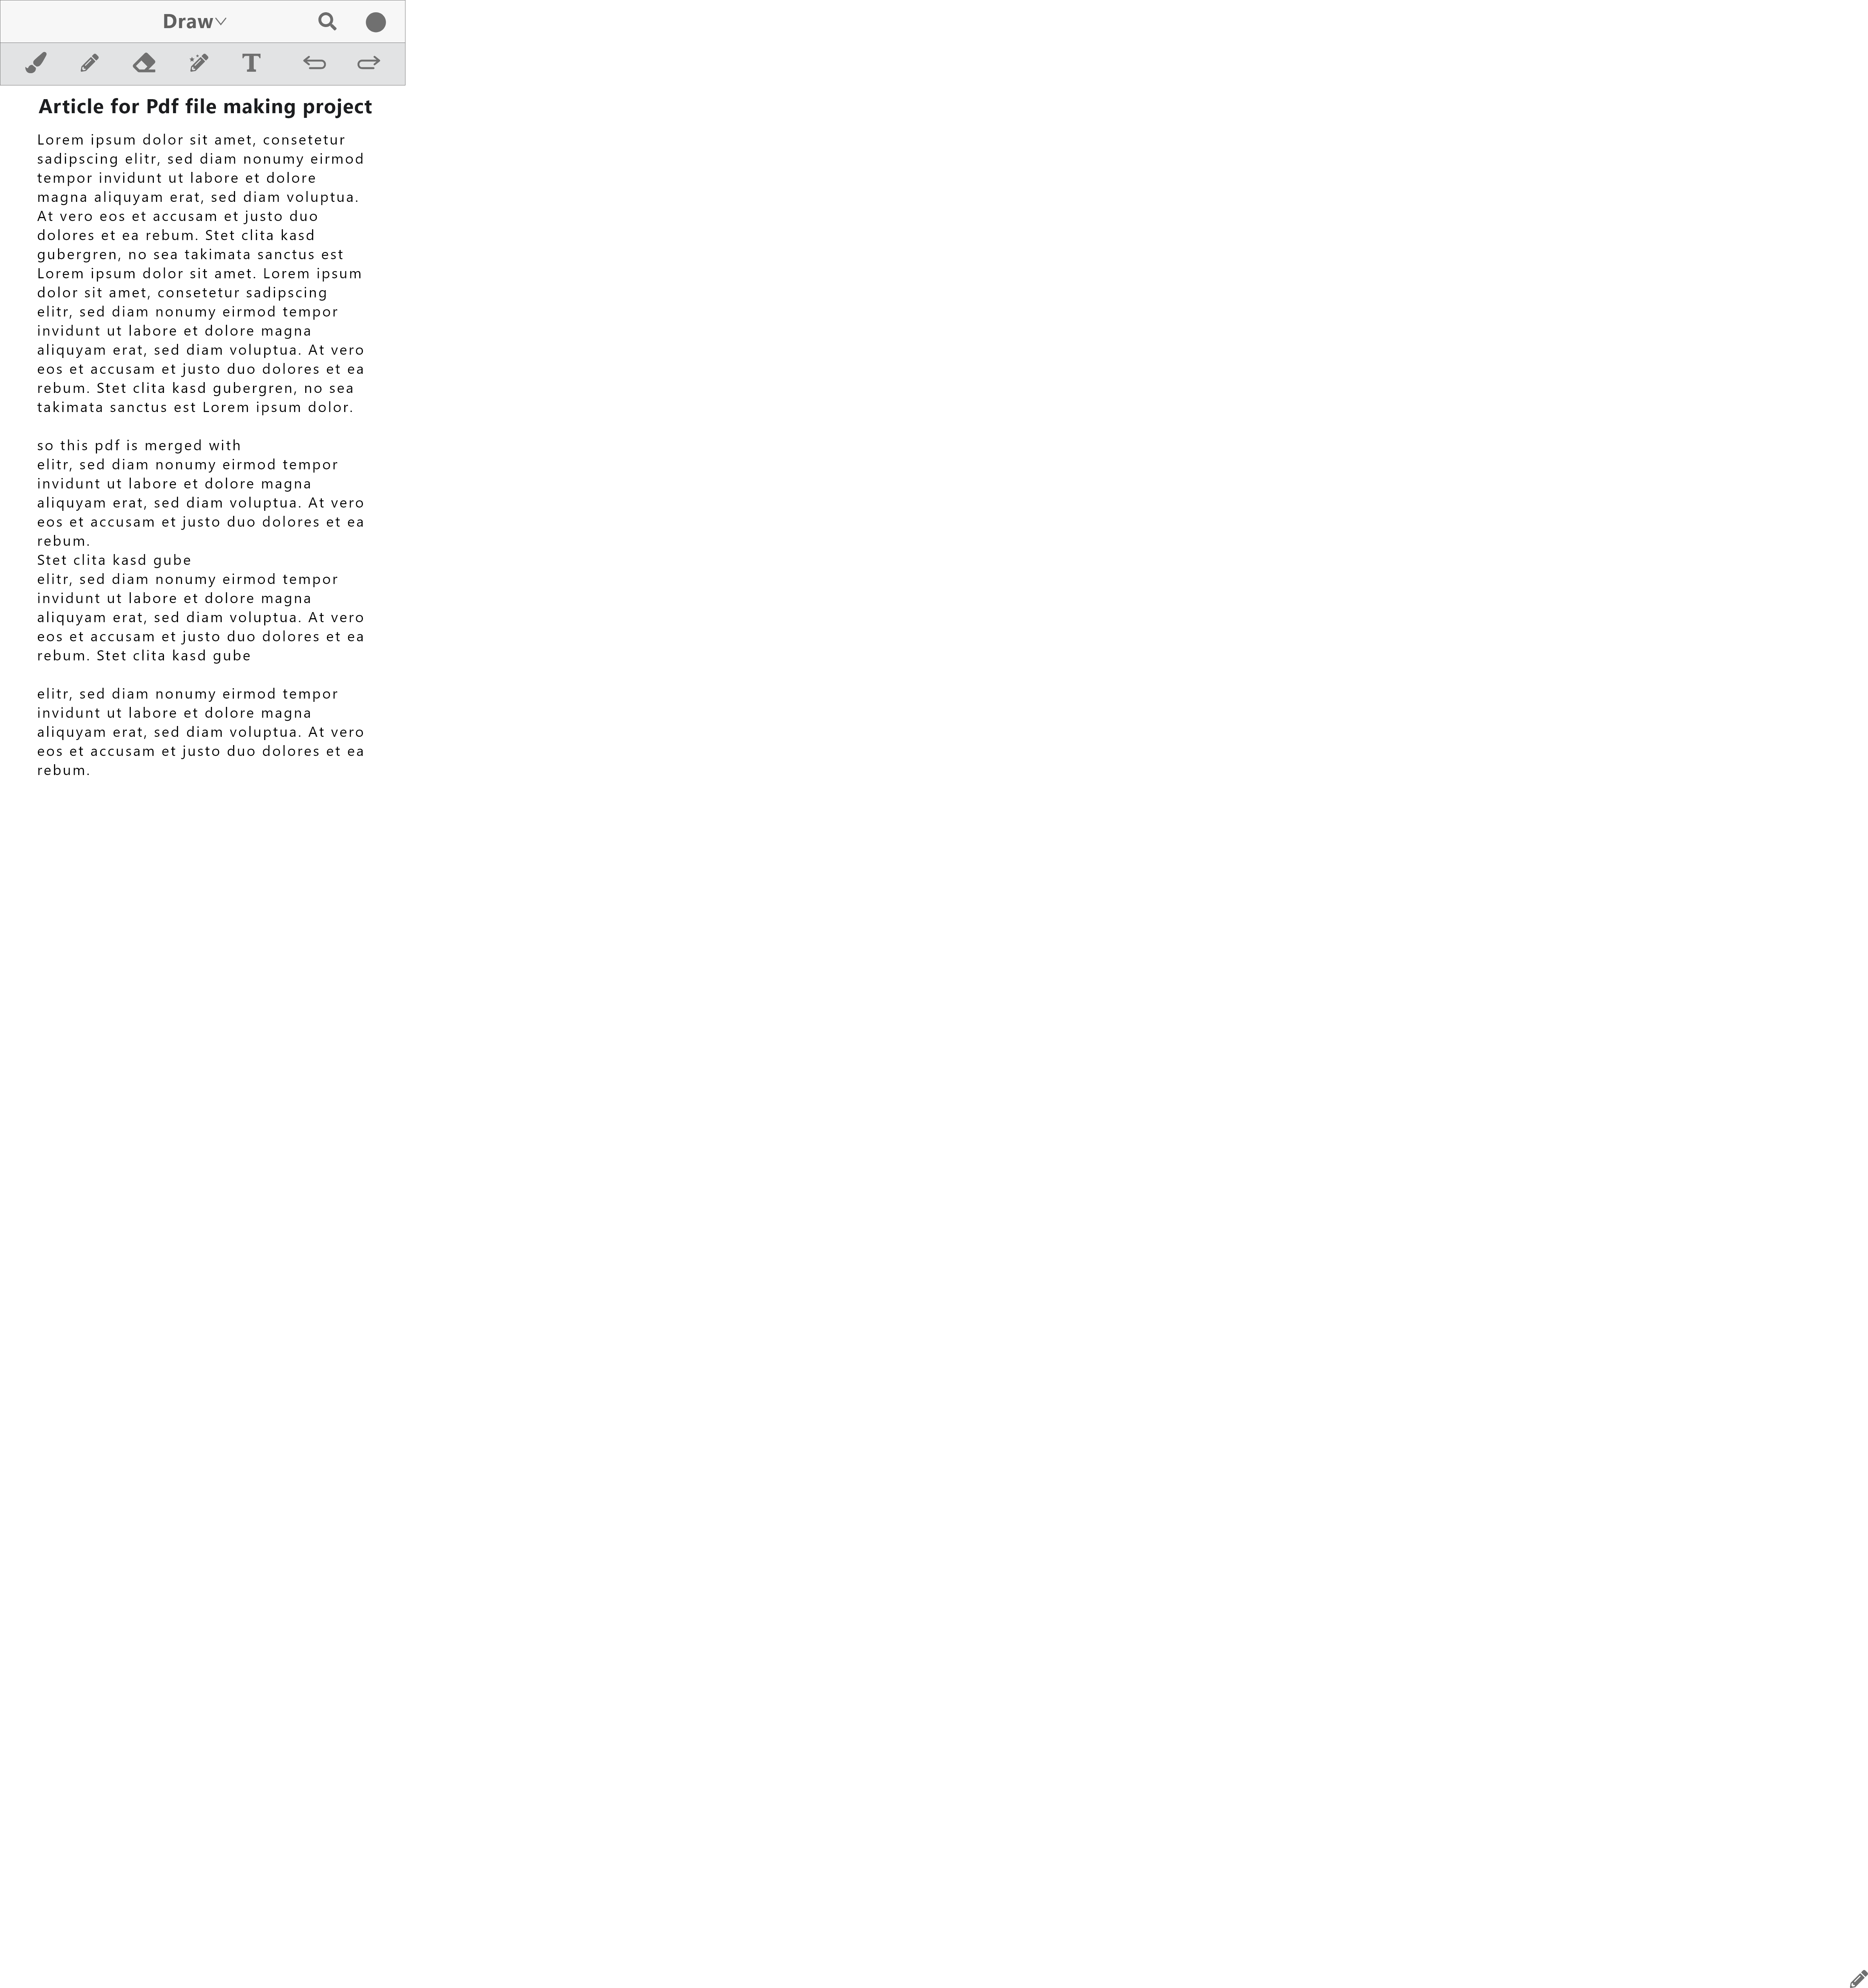 Draw
T
Article for Pdf file making project
Lorem ipsum dolor sit amet, consetetur
sadipscing elitr, sed diam nonumy eirmod
tempor invidunt ut labore et dolore
magna aliquyam erat, sed diam voluptua.
At vero eos et accusam et justo duo
dolores et ea rebum. Stet clita kasd
gubergren, no sea takimata sanctus est
Lorem ipsum dolor sit amet. Lorem ipsum
dolor sit amet, consetetur sadipscing
elitr, sed diam nonumy eirmod tempor
invidunt ut labore et dolore magna
aliquyam erat, sed diam voluptua. At vero
eos et accusam et justo duo dolores et ea
rebum. Stet clita kasd gubergren, no sea
takimata sanctus est Lorem ipsum dolor.
so this pdf is merged with
elitr, sed diam nonumy eirmod tempor
invidunt ut labore et dolore magna
aliquyam erat, sed diam voluptua. At vero
eos et accusam et justo duo dolores et ea
rebum.
Stet clita kasd gube
elitr, sed diam nonumy eirmod tempor
invidunt ut labore et dolore magna
aliquyam erat, sed diam voluptua. At vero
eos et accusam et justo duo dolores et ea
rebum. Stet clita kasd gube
elitr, sed diam nonumy eirmod tempor
invidunt ut labore et dolore magna
aliquyam erat, sed diam voluptua. At vero
eos et accusam et justo duo dolores et ea
rebum.